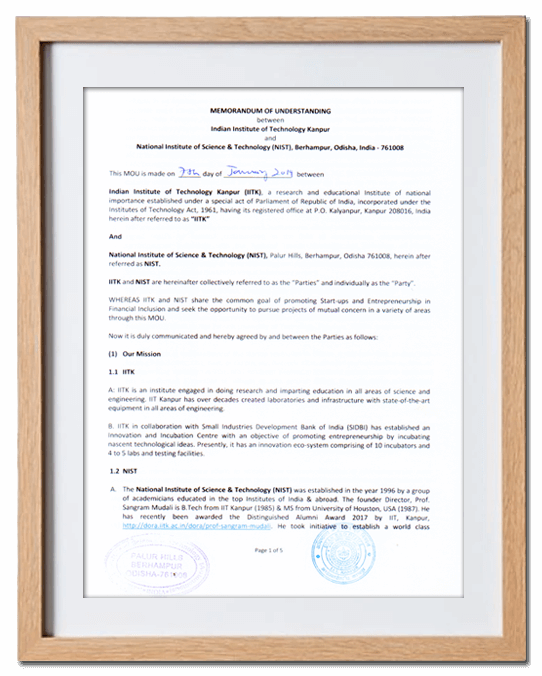 MEMORANDUM OF UNDERSTANDING
between
Indian Institute of Technology Kanpur
and
National Institute of Science & Technology (NIST), Berhampur, Odisha, India - 761008
This MOU is made on 7th day of January 2019 between
Indian Institute of Technology Kanpur (IITK), a research and educational Institute of national
importance established under a special act of Parliament of Republic of India, incorporated under the
Institutes of Technology Act, 1961, having its registered office at P.O. Kalyanpur, Kanpur 208016, India
herein after referred to as "IITK"
And
National Institute of Science & Technology (NIST), Palur Hills, Berhampur, Odisha 761008, herein after
referred as NIST.
IITK and NIST are hereinafter collectively referred to as the "Parties" and individually as the "Party".
WHEREAS IITK and NIST share the common goal of promoting Start-ups and Entrepreneurship in
Financial Inclusion and seek the opportunity to pursue projects of mutual concern in a variety of areas
through this MOU.
Now it is duly communicated and hereby agreed by and between the Parties as follows:
(1) Our Mission
1.1 IITK
A: IITK is an institute engaged in doing research and imparting education in all areas of science and
engineering. IIT Kanpur has over decades created laboratories and infrastructure with state-of-the-art
equipment in all areas of engineering.
B. IITK in collaboration with Small Industries Development Bank of India (SIDBI) has established an
Innovation and Incubation Centre with an objective of promoting entrepreneurship by incubating
nascent technological ideas. Presently, it has an innovation eco-system comprising of 10 incubators and
4 to 5 labs and testing facilities.
1.2 NIST
A. The National Institute of Science & Technology (NIST) was established in the year 1996 by a group
of academicians educated in the top Institutes of India & abroad. The founder Director, Prof.
Sangram Mudali is B.Tech from IIT Kanpur (1985) & MS from University of Houston, USA (1987). He
has recently been awarded the Distinguished Alumni Award 2017 by IIT, Kanpur,
http://dora.iitk.ac.in/dora/prof-sangram-mudali. He took initiative to establish a world class
Page 1 of 5
PALUR HILLS
BERHAMPUR
ODISHA-761008